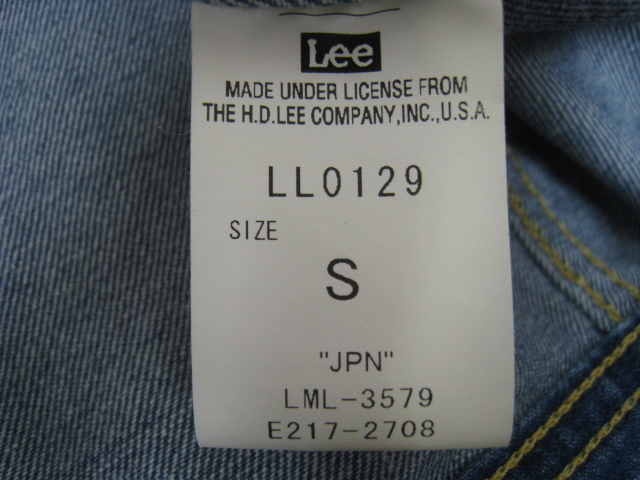 Lee
MADE UNDER LICENSE FROM
THE H.D.LEE COMPANY,INC.,U.S.A.
LL0129
SIZE
S
"JPN"
LML-3579
E217-2708